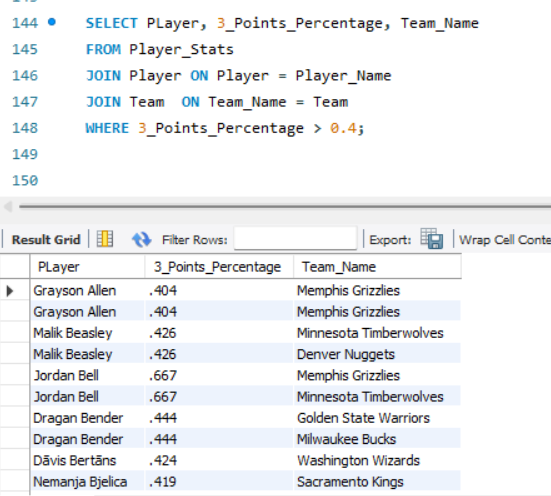 144 SELECT PLayer, 3_Points_Percentage, Team_Name
145 FROM Player_Stats
146 JOIN Player ON Player = Player_Name
147 JOIN Team ON Team_Name = Team
148 WHERE 3_Points_Percentage > 0.4;
149
150
Result Grid Filter Rows: Export: Wrap Cell Conte
PLayer 3_Points_Percentage Team_Name
Grayson Allen .404 Memphis Grizzlies
Grayson Allen .404 Memphis Grizzlies
Malik Beasley .426 Minnesota Timberwolves
Malik Beasley .426 Denver Nuggets
Jordan Bell .667 Memphis Grizzlies
Jordan Bell .667 Minnesota Timberwolves
Dragan Bender .444 Golden State Warriors
Dragan Bender .444 Milwaukee Bucks
Dāvis Bertāns .424 Washington Wizards
Nemanja Bjelica .419 Sacramento Kings